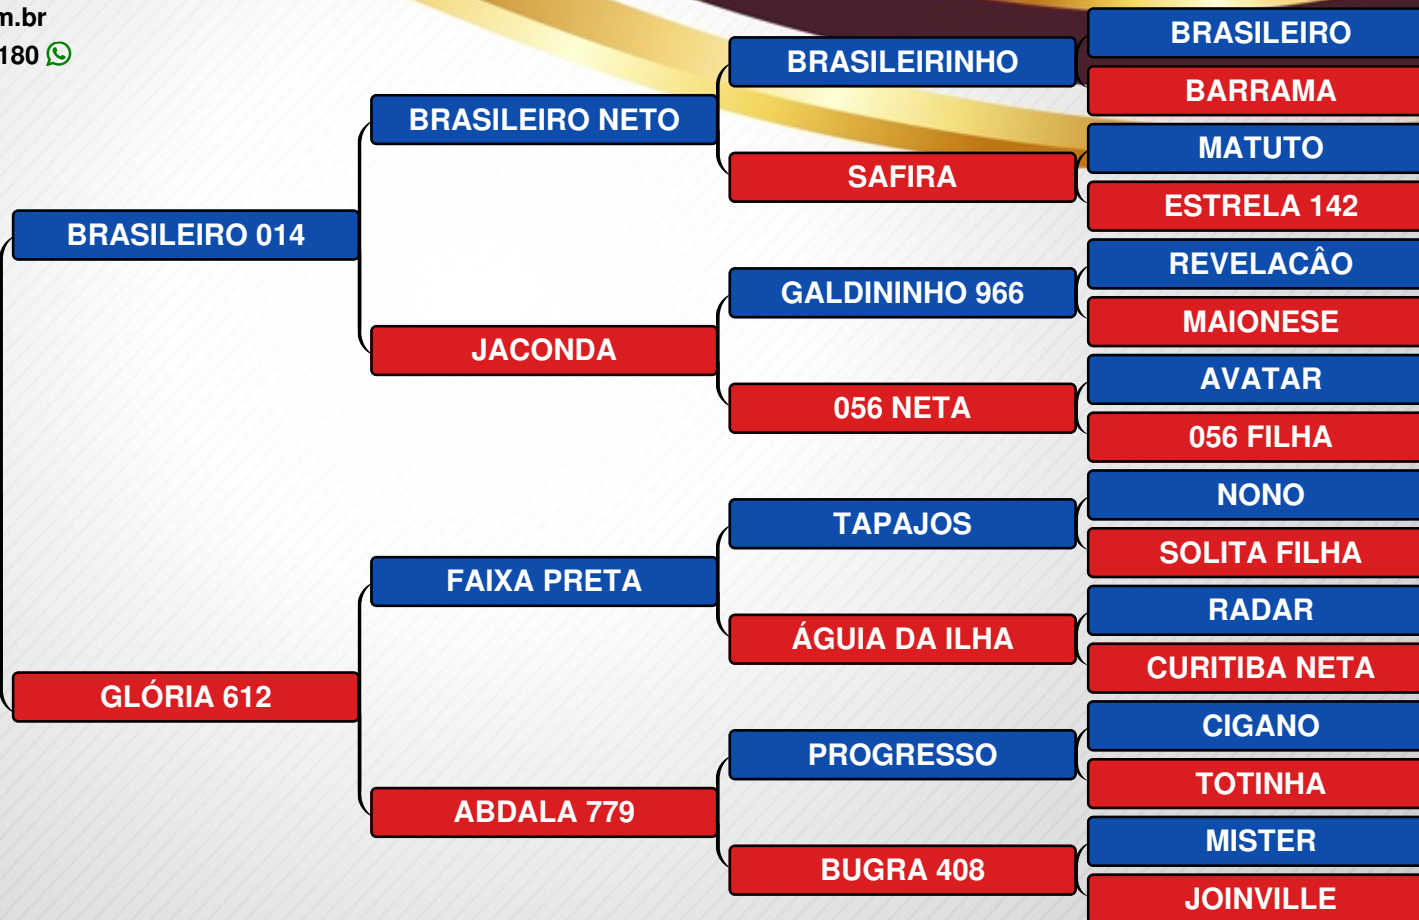 m.br
180
BRASILEIRO 014
GLÓRIA 612
BRASILEIRO NETO
JACONDA
FAIXA PRETA
ABDALA 779
BRASILEIRINHO
SAFIRA
GALDININHO 966
056 NETA
TAPAJOS
ÁGUIA DA ILHA
PROGRESSO
BUGRA 408
BRASILEIRO
BARRAMA
MATUTO
ESTRELA 142
REVELACÂO
MAIONESE
AVATAR
056 FILHA
NONO
SOLITA FILHA
RADAR
CURITIBA NETA
CIGANO
TOTINHA
MISTER
JOINVILLE